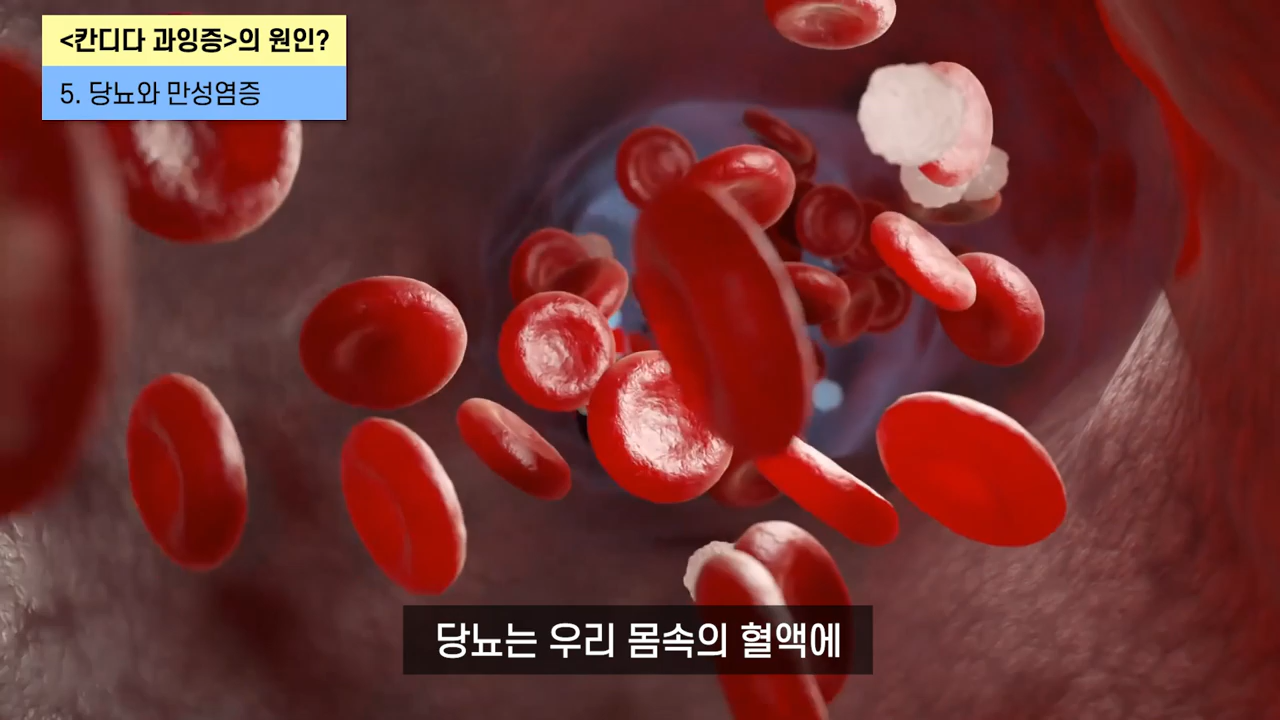 <칸디다 과잉증>의 원인?
5. 당뇨와 만성염증
당뇨는 우리 몸속의 혈액에